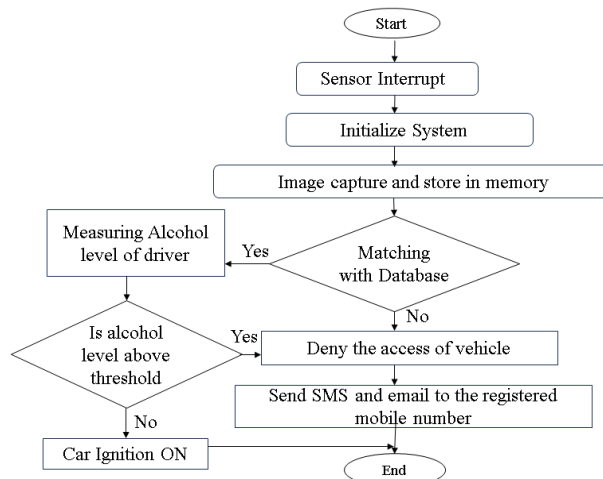 Start
Sensor Interrupt
Initialize System
Image capture and store in memory
Measuring Alcohol
level of driver
Yes
Matching
with Database
No
Is alcohol
level above
threshold
Yes
Deny the access of vehicle
Send SMS and email to the registered
mobile number
No
Car Ignition ON
End